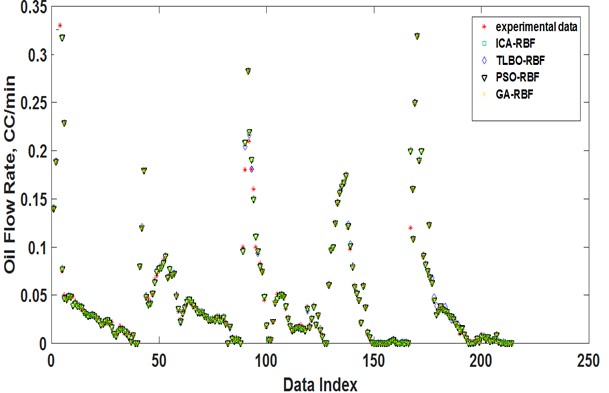 0.35
0.3
0.25
0.2
0.15
0.1
0.05
0
0 50 100 150 200 250
Oil Flow Rate, CC/min
Data Index
experimental data
ICA-RBF
TLBO-RBF
PSO-RBF
GA-RBF